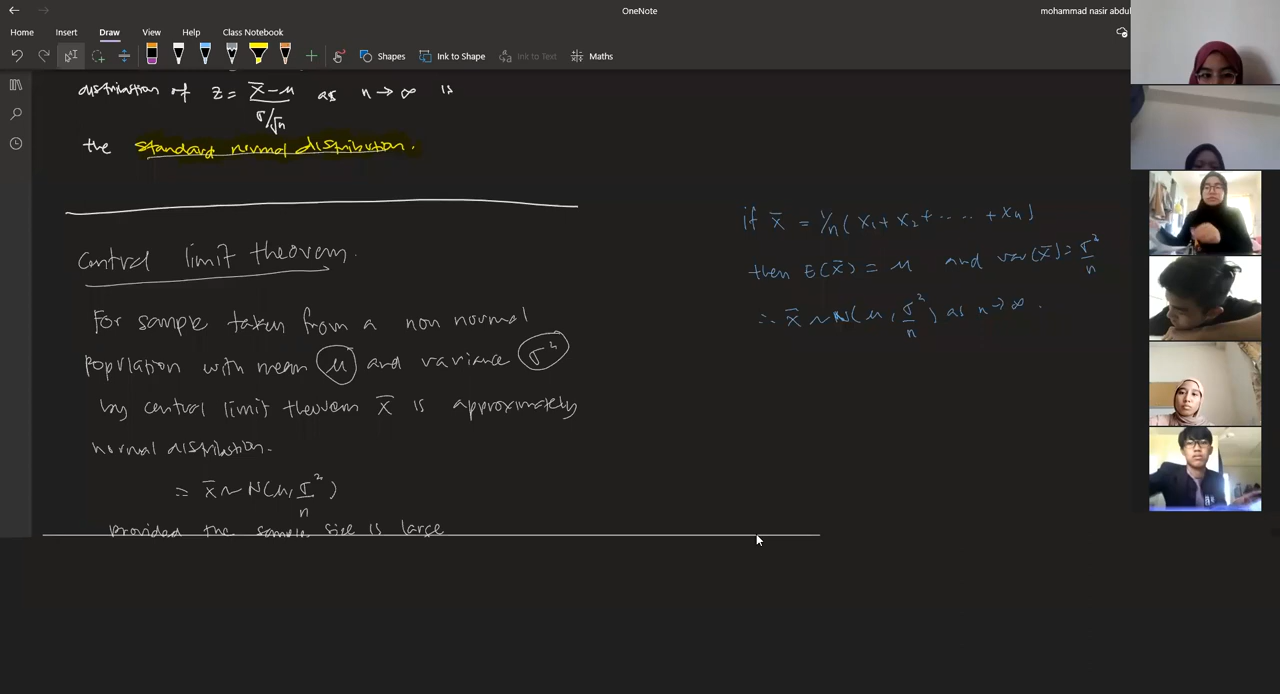 OneNote
mohammad nasir abdul
Home Insert Draw View Help Class Notebook
Shapes Ink to Shape Ink to Text Maths
distribution of z = x̄ - μ / σ/√n as n → ∞ is
the standard normal distribution.
Central limit theorem.
For sample taken from a non normal
population with mean μ and variance σ²
by central limit theorem x̄ is approximately
normal distribution.
= x̄ ~ N(μ, σ²/n)
provided the sample size is large
if x̄ = 1/n (x₁ + x₂ + ..... + xₙ)
then E(x̄) = μ and var(x̄) = σ²/n
∴ x̄ ~ N(μ, σ²/n) as n → ∞.